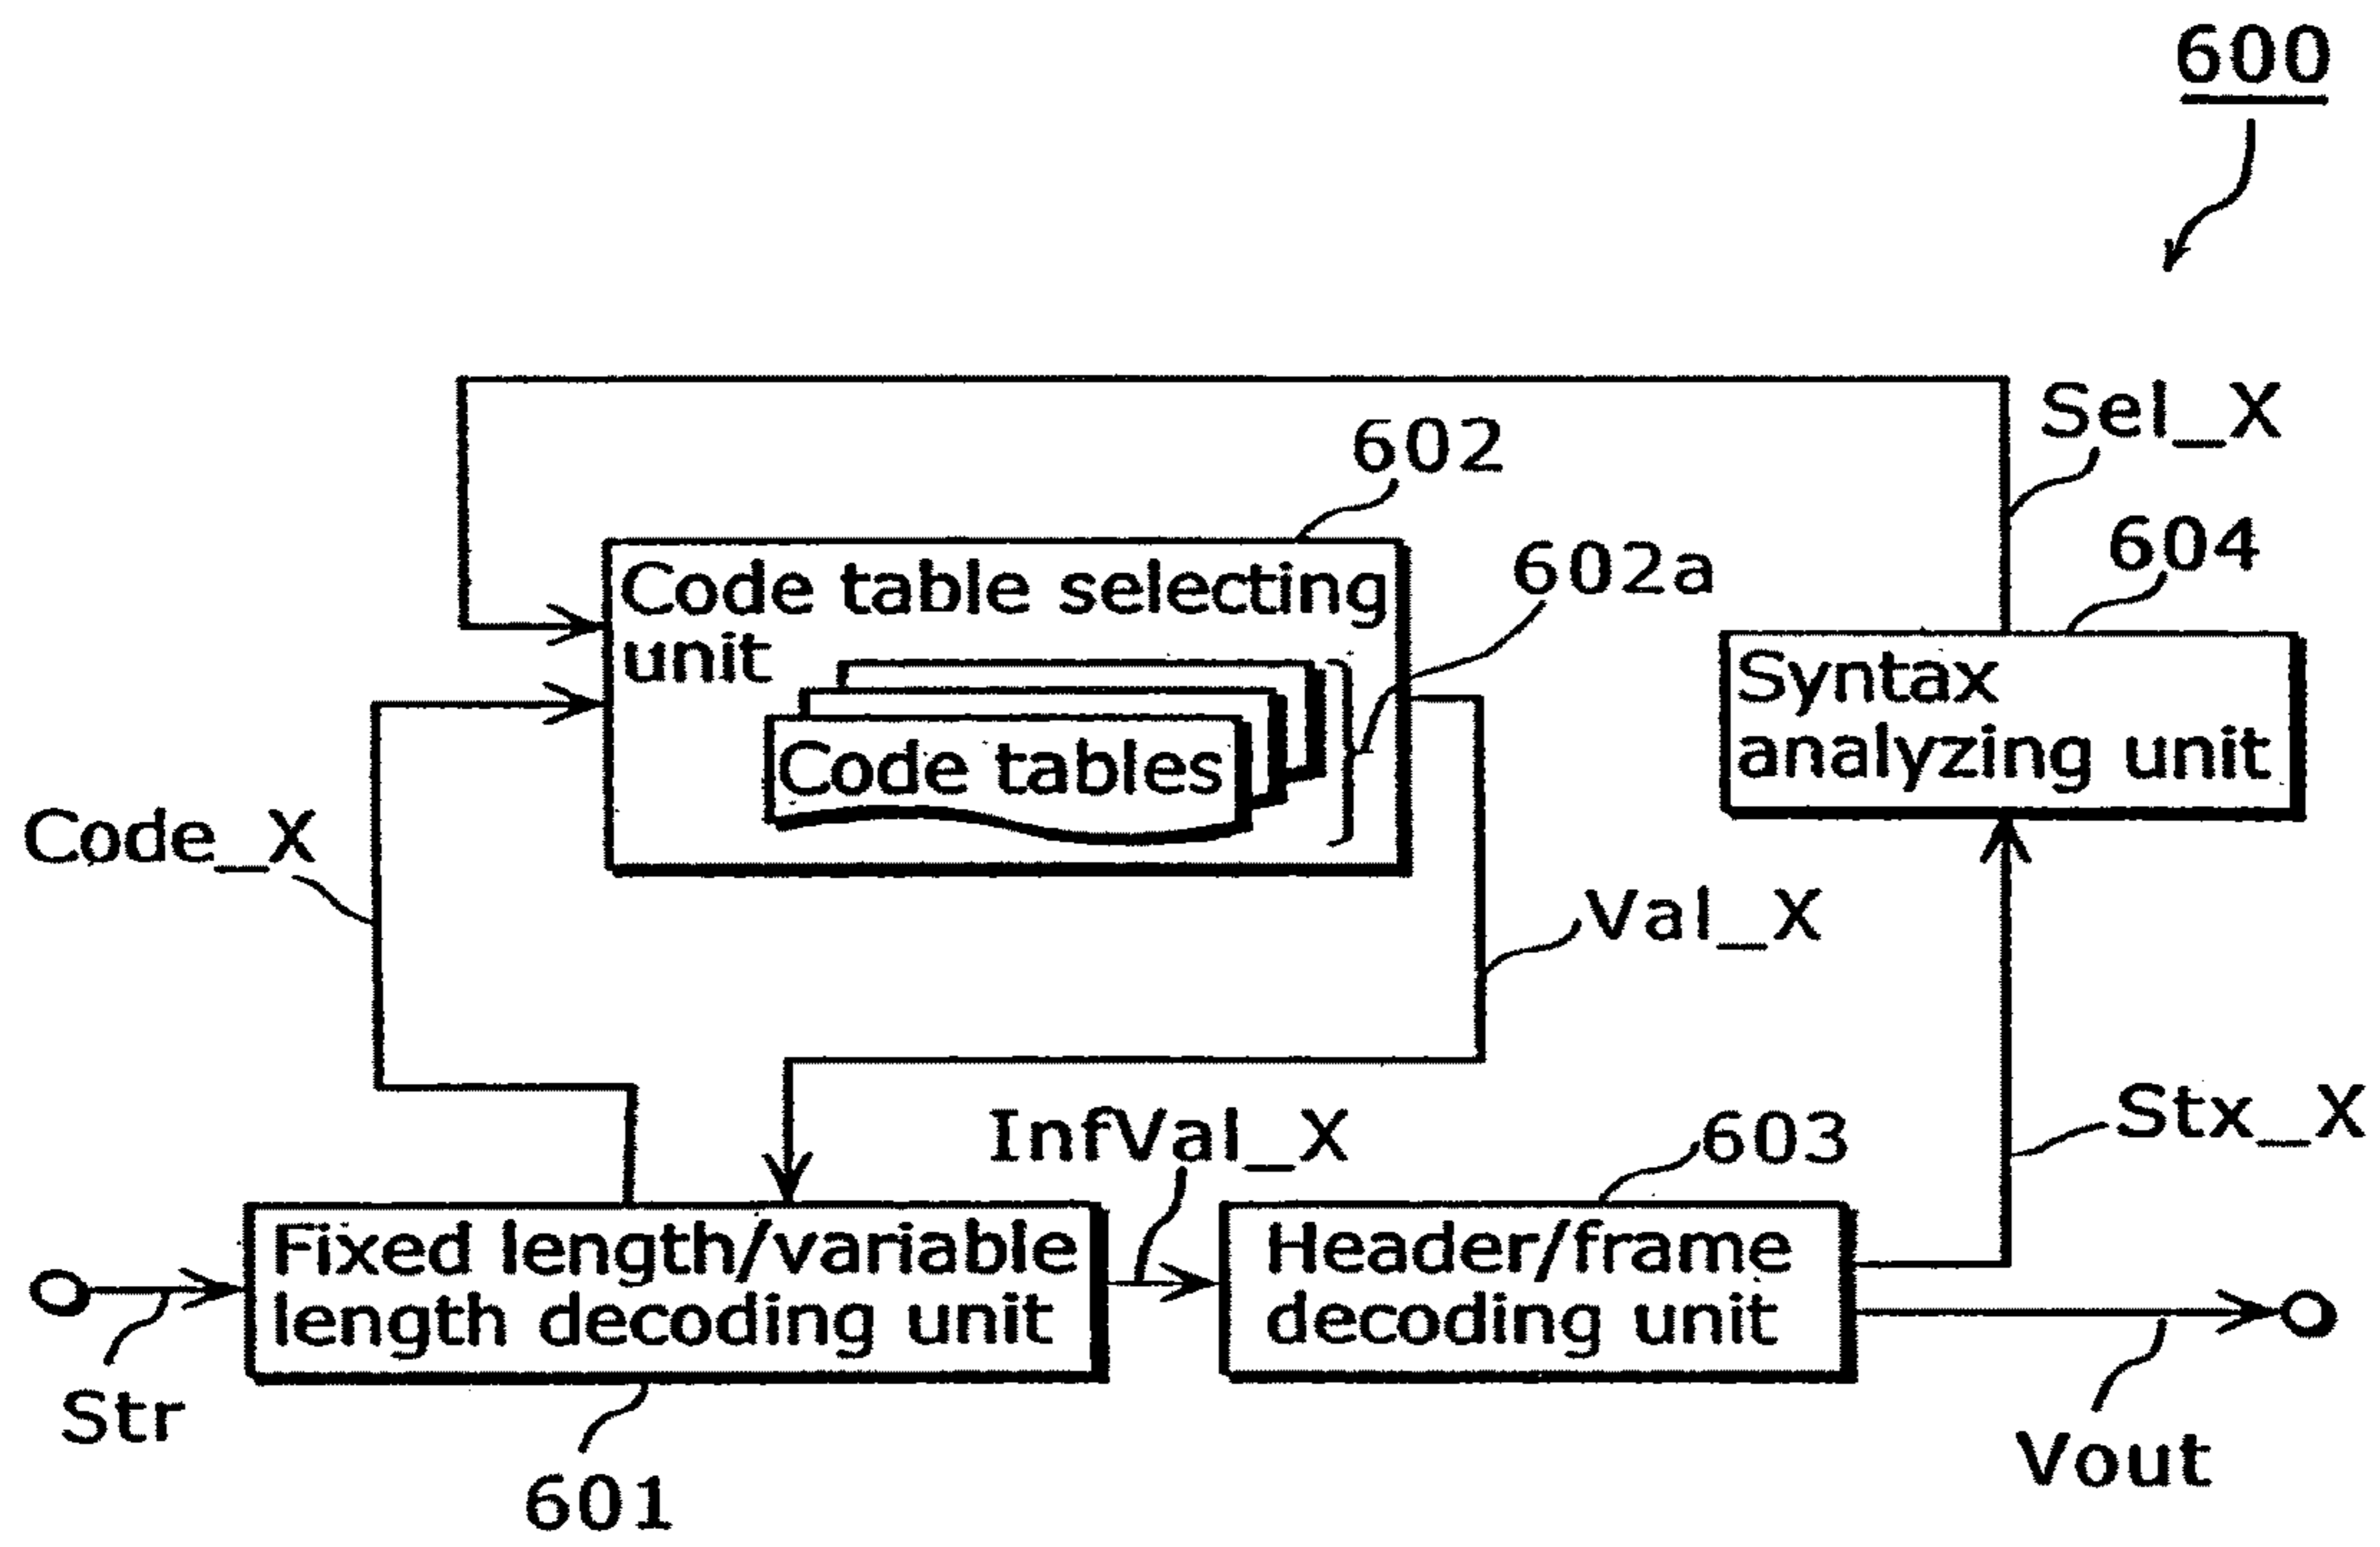 600
Sel_X
602
602a
604
Code table selecting
unit
Code tables
Syntax
analyzing unit
Code_X
Val_X
InfVal_X
603
Stx_X
Fixed length/variable
length decoding unit
Header/frame
decoding unit
Str
601
Vout